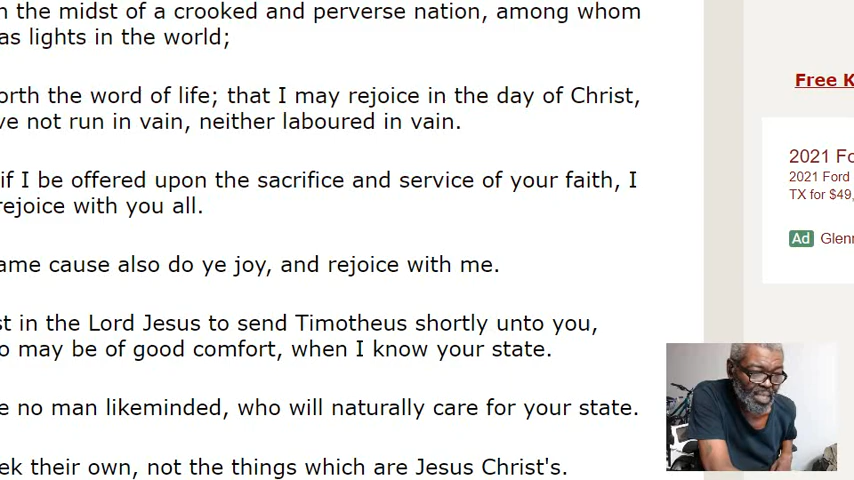 the midst of a crooked and perverse nation, among whom
as lights in the world;
orth the word of life; that I may rejoice in the day of Christ,
ve not run in vain, neither laboured in vain.
if I be offered upon the sacrifice and service of your faith, I
rejoice with you all.
ame cause also do ye joy, and rejoice with me.
st in the Lord Jesus to send Timotheus shortly unto you,
o may be of good comfort, when I know your state.
e no man likeminded, who will naturally care for your state.
ek their own, not the things which are Jesus Christ's.
Free K
2021 Fo
2021 Ford
TX for $49,
Ad Glenn